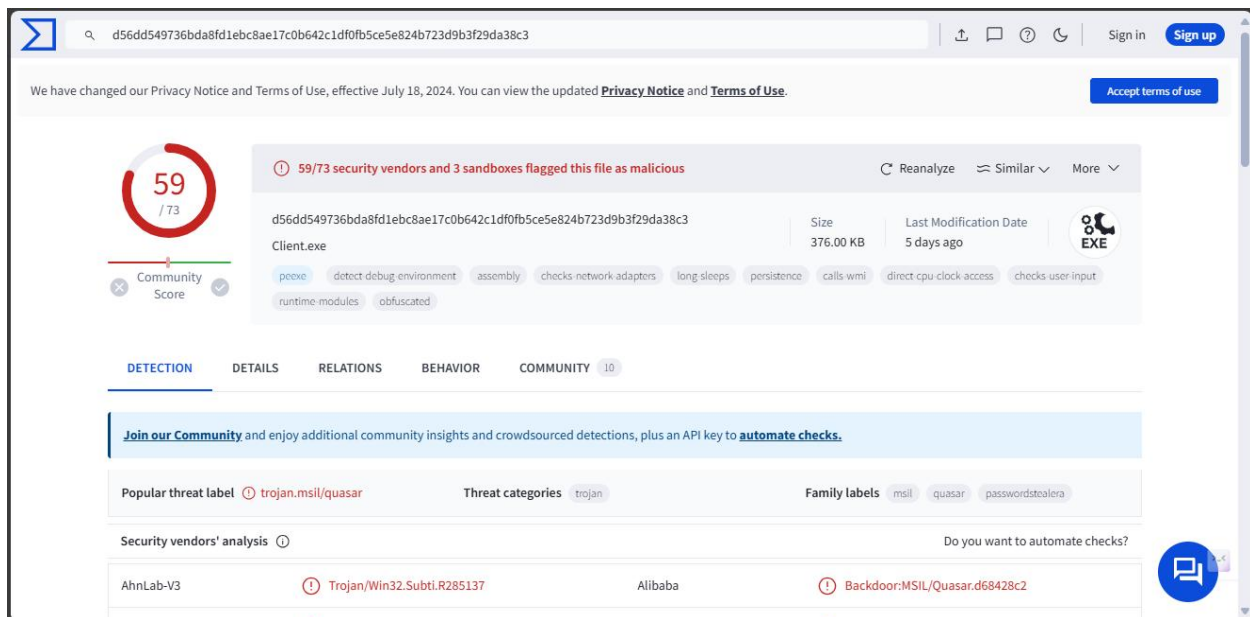 d56dd549736bda8fd1ebc8ae17c0b642c1df0fb5ce5e824b723d9b3f29da38c3
Sign in
Sign up
We have changed our Privacy Notice and Terms of Use, effective July 18, 2024. You can view the updated Privacy Notice and Terms of Use.
Accept terms of use
59
/ 73
Community
Score
59/73 security vendors and 3 sandboxes flagged this file as malicious
Reanalyze
Similar
More
d56dd549736bda8fd1ebc8ae17c0b642c1df0fb5ce5e824b723d9b3f29da38c3
Client.exe
Size
376.00 KB
Last Modification Date
5 days ago
EXE
peexe detect-debug-environment assembly checks-network-adapters long-sleeps persistence calls-wmi direct-cpu-clock-access checks-user-input
runtime-modules obfuscated
DETECTION DETAILS RELATIONS BEHAVIOR COMMUNITY 10
Join our Community and enjoy additional community insights and crowdsourced detections, plus an API key to automate checks.
Popular threat label trojan.msil/quasar Threat categories trojan Family labels msil quasar passwordstealera
Security vendors' analysis Do you want to automate checks?
AhnLab-V3 Trojan/Win32.Subti.R285137 Alibaba Backdoor:MSIL/Quasar.d68428c2